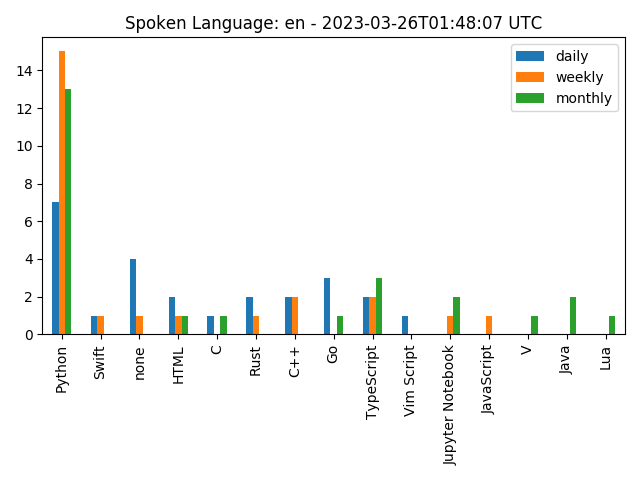 Spoken Language: en - 2023-03-26T01:48:07 UTC
daily
weekly
monthly
14
12
10
8
6
4
2
0
Python
Swift
none
HTML
C
Rust
C++
Go
TypeScript
Vim Script
Jupyter Notebook
JavaScript
V
Java
Lua